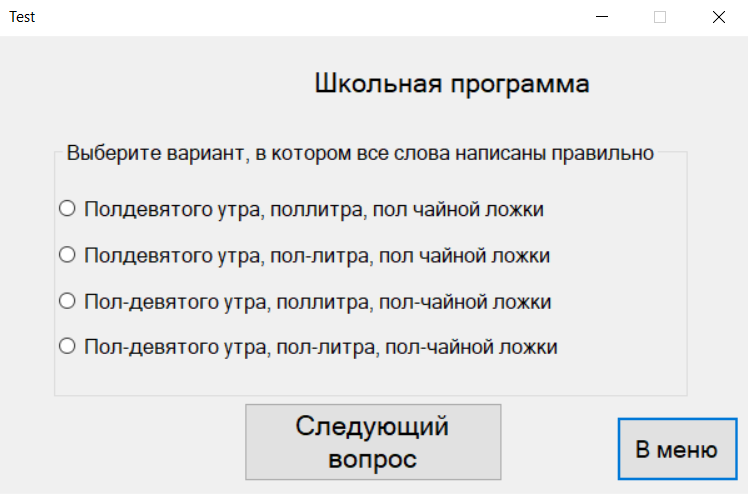 Test
Школьная программа
Выберите вариант, в котором все слова написаны правильно
Полдевятого утра, поллитра, пол чайной ложки
Полдевятого утра, пол-литра, пол чайной ложки
Пол-девятого утра, поллитра, пол-чайной ложки
Пол-девятого утра, пол-литра, пол-чайной ложки
Следующий
вопрос
В меню